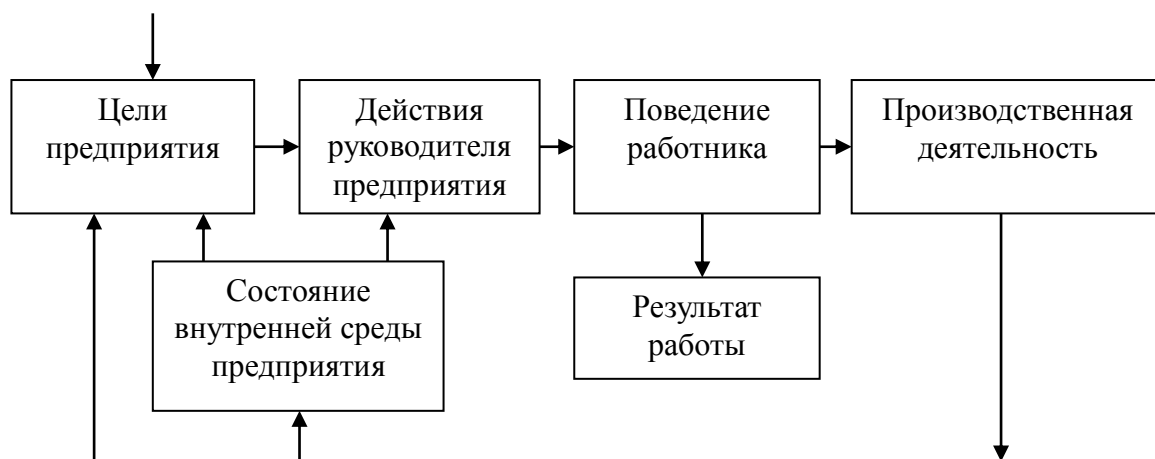 Цели
предприятия
Действия
руководителя
предприятия
Поведение
работника
Производственная
деятельность
Состояние
внутренней среды
предприятия
Результат
работы